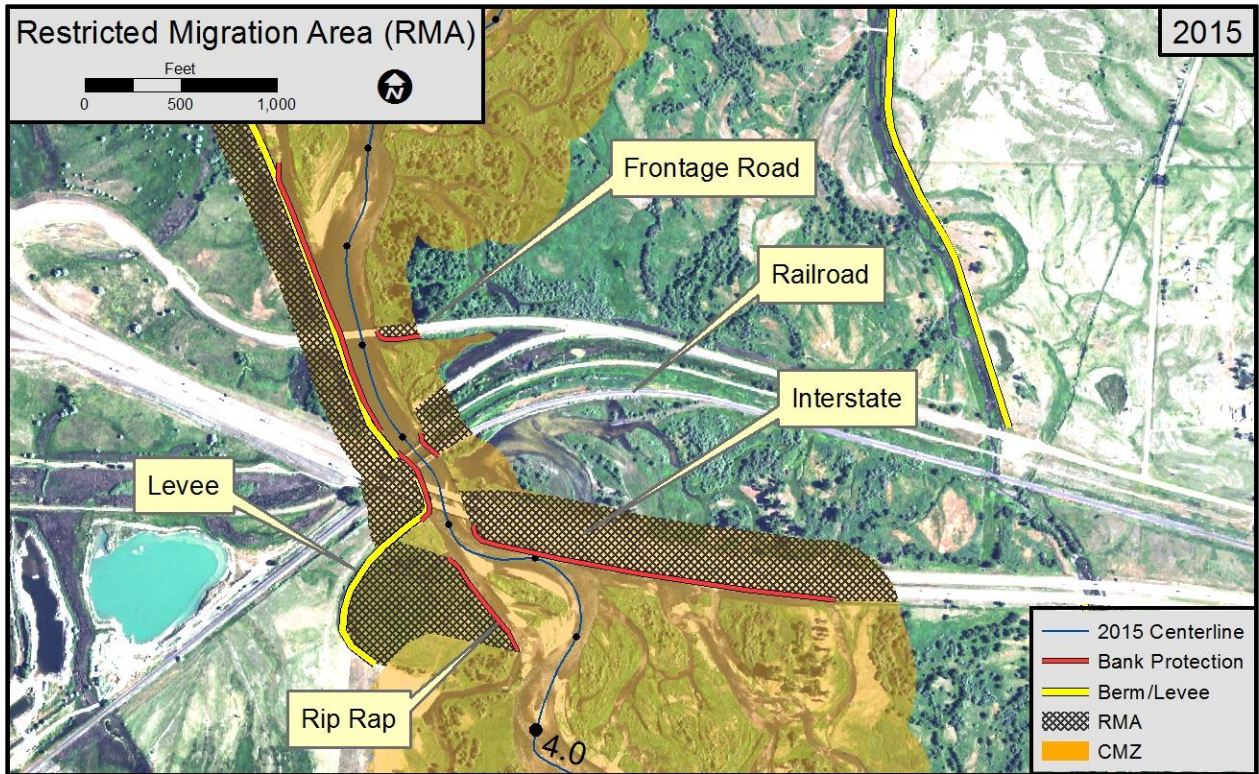 Restricted Migration Area (RMA)
Feet
0 500 1,000
N
2015
Frontage Road
Railroad
Interstate
Levee
Rip Rap
4.0
2015 Centerline
Bank Protection
Berm/Levee
RMA
CMZ